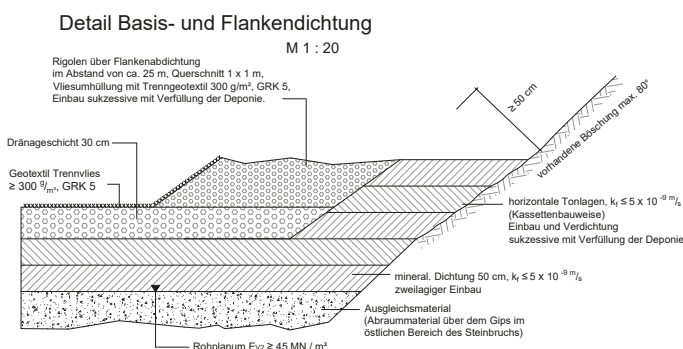 Detail Basis- und Flankendichtung
M 1 : 20
Rigolen über Flankenabdichtung
im Abstand von ca. 25 m, Querschnitt 1 x 1 m,
Vliesumhüllung mit Trenngeotextil 300 g/m², GRK 5,
Einbau sukzessive mit Verfüllung der Deponie.
≥ 50 cm
vorhandene Böschung max. 80°
Dränageschicht 30 cm
Geotextil Trennvlies
≥ 300 g/m², GRK 5
horizontale Tonlagen, kf ≤ 5 x 10 -9 m/s
(Kassettenbauweise)
Einbau und Verdichtung
sukzessive mit Verfüllung der Deponie
mineral. Dichtung 50 cm, kf ≤ 5 x 10 -9 m/s
zweilagiger Einbau
Ausgleichsmaterial
(Abraummaterial über dem Gips im
östlichen Bereich des Steinbruchs)
Rohplanum Ev2 ≥ 45 MN / m²